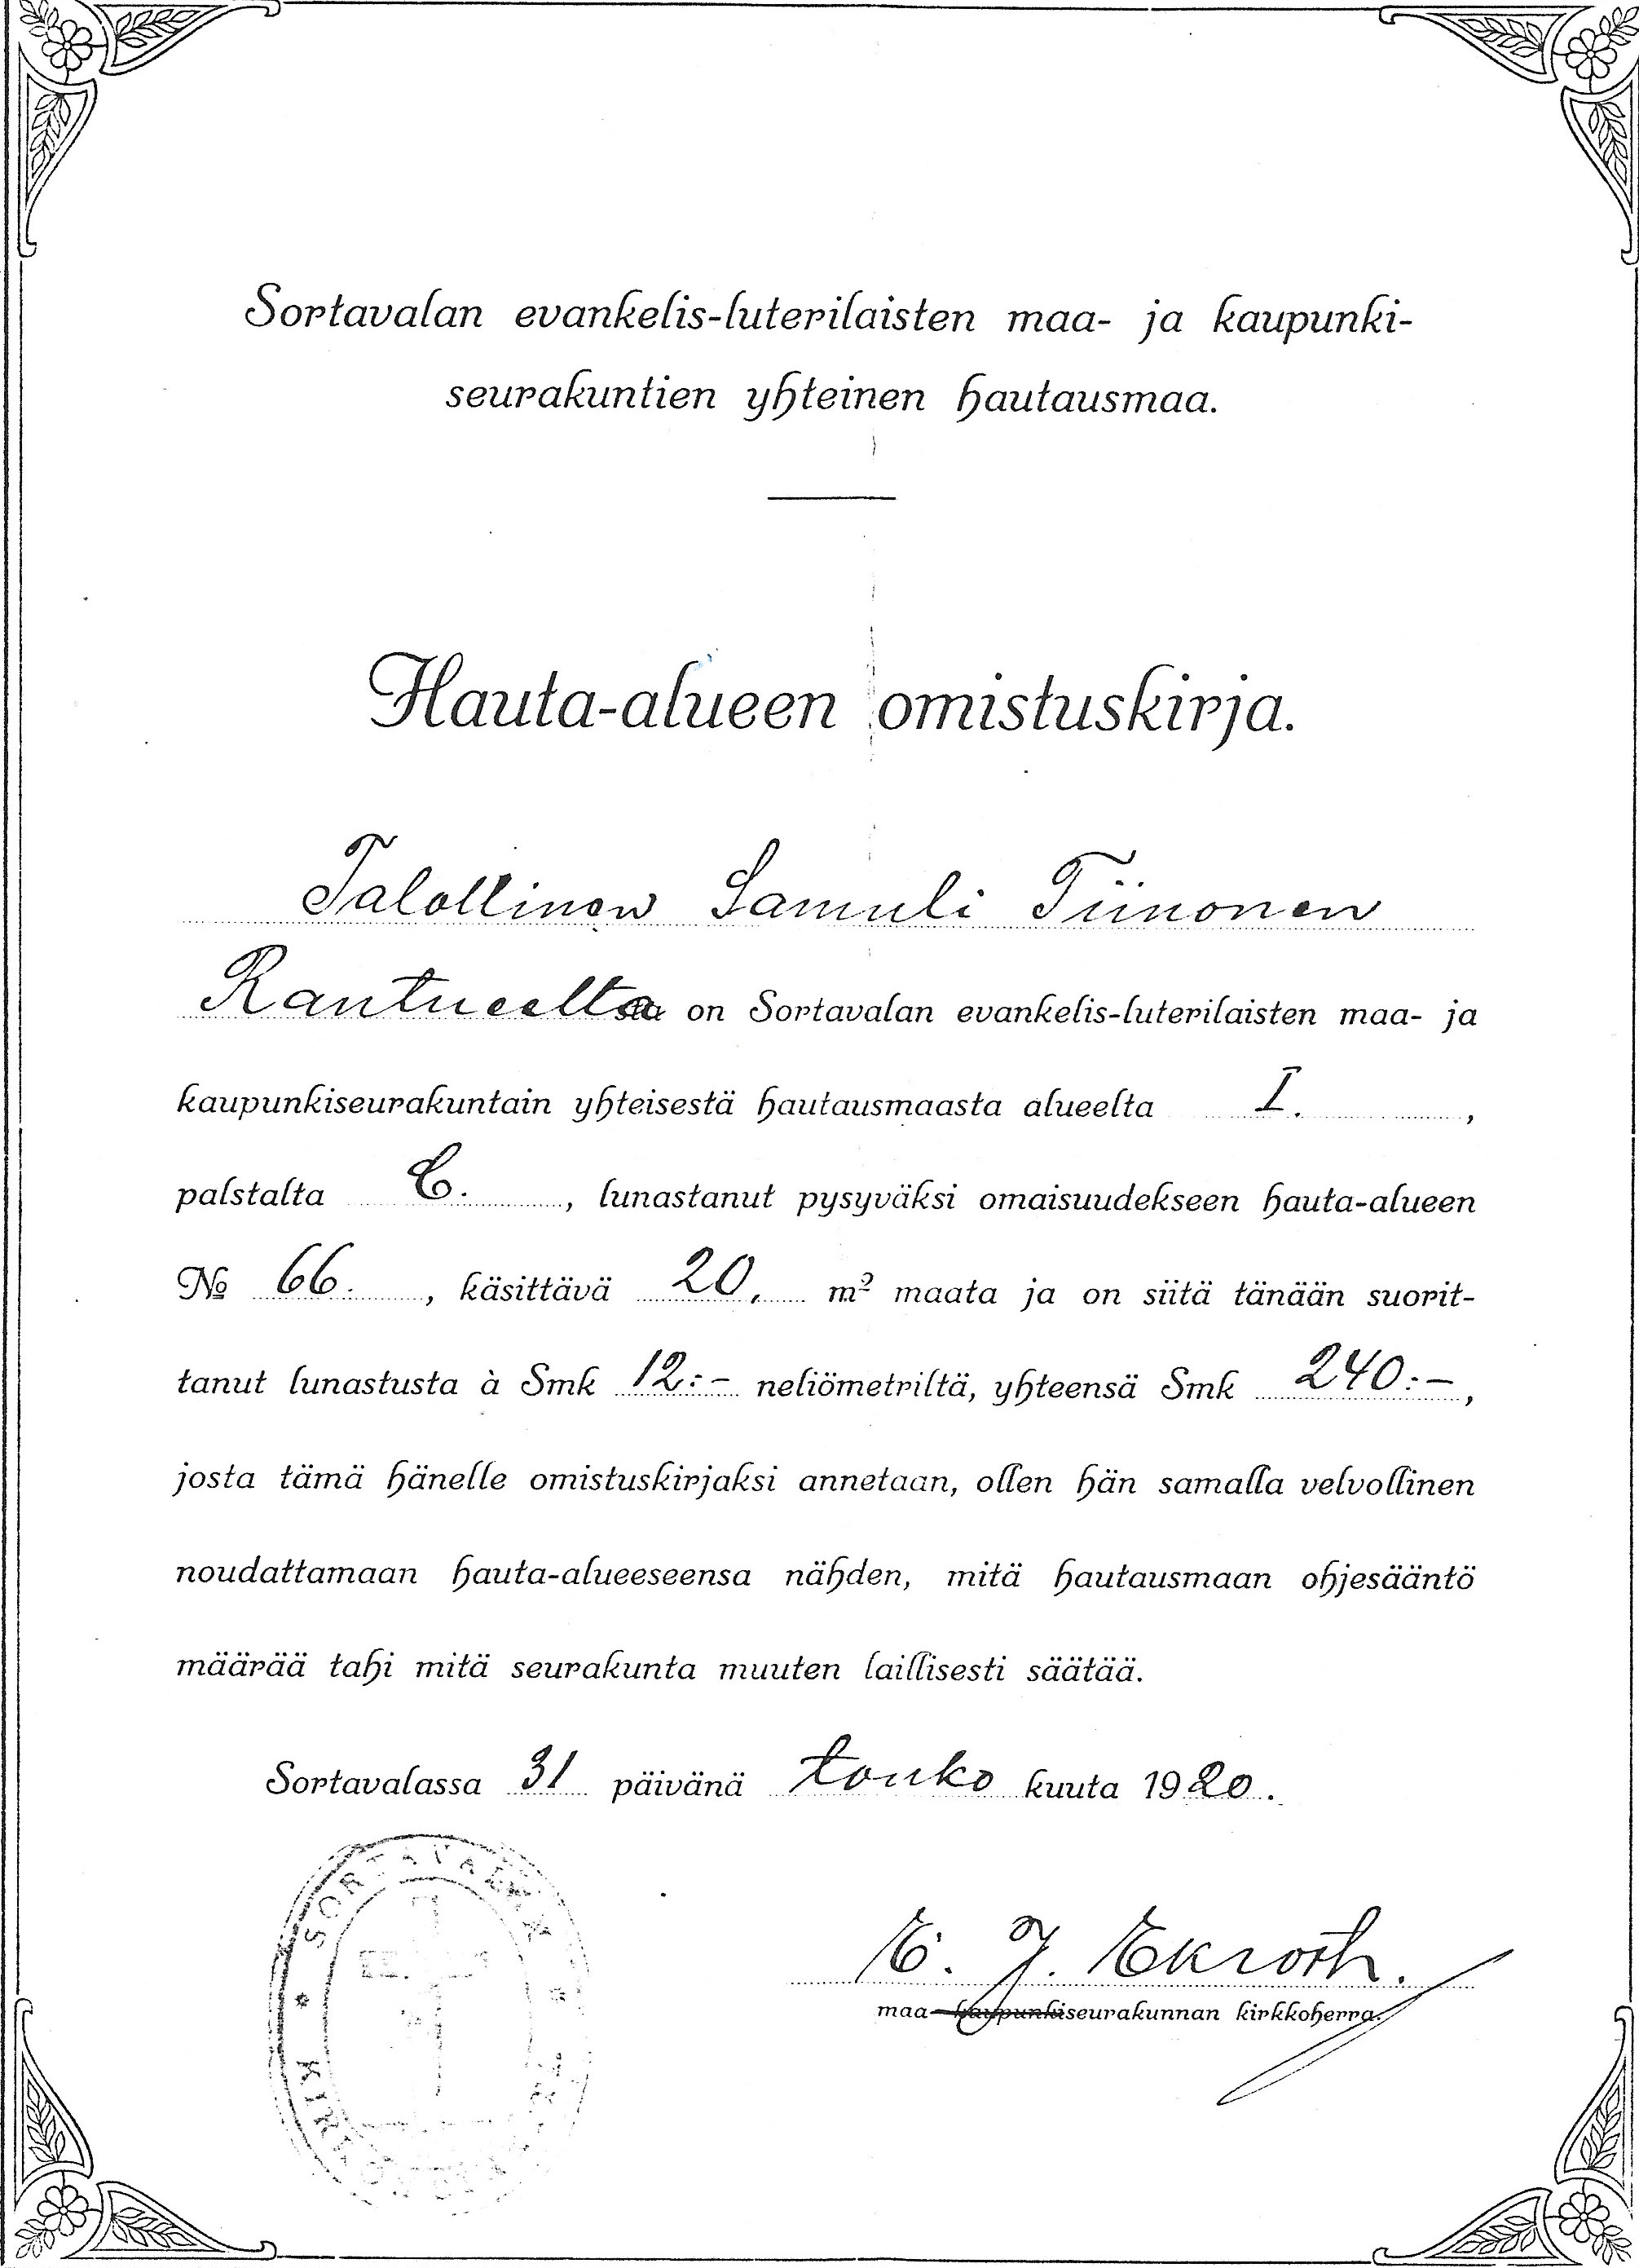 Sortavalan evankelis-luterilaisten maa- ja kaupunki-
seurakuntien yhteinen hautausmaa.
Hauta-alueen omistuskirja.
Talollinen Samuli Tiinonen
Rantueelta on Sortavalan evankelis-luterilaisten maa- ja
kaupunkiseurakuntain yhteisestä hautausmaasta alueelta I.,
palstalta C., lunastanut pysyväksi omaisuudekseen hauta-alueen
№ 66., käsittävä 20, m² maata ja on siitä tänään suorit-
tanut lunastusta à Smk 12:- neliömetriltä, yhteensä Smk 240:-,
josta tämä hänelle omistuskirjaksi annetaan, ollen hän samalla velvollinen
noudattamaan hauta-alueeseensa nähden, mitä hautausmaan ohjesääntö
määrää tahi mitä seurakunta muuten laillisesti säätää.
Sortavalassa 31 päivänä touko kuuta 1920.
E. J. Ekroth.
maa-kaupunkiseurakunnan kirkkoherra.